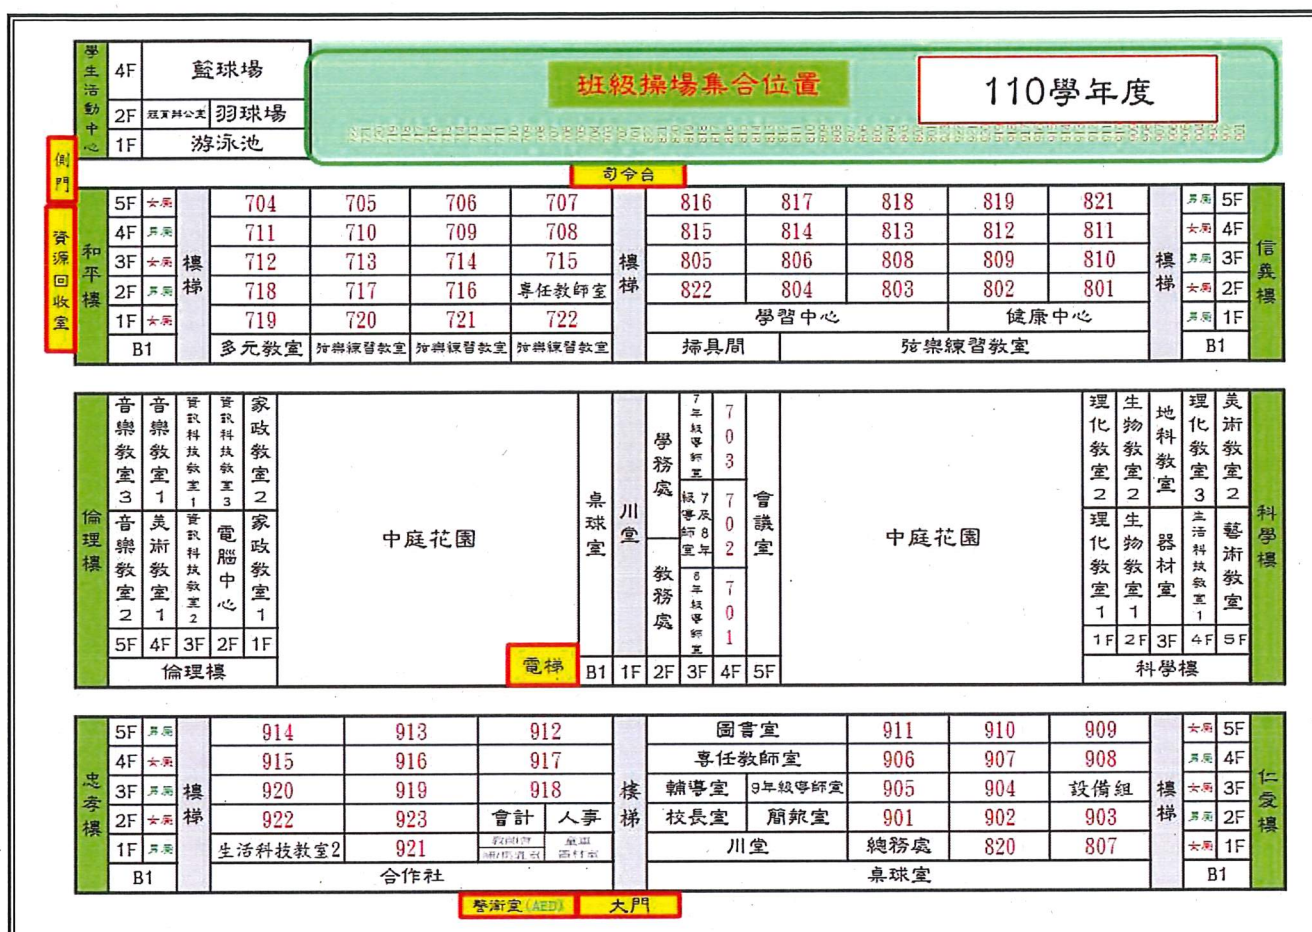 學生活動中心
4F 籃球場
2F 羽球場
1F 游泳池
班級操場集合位置
110學年度
側門
司令台
資源回收室
和平樓
信義樓
5F 女廁 704 705 706 707 816 817 818 819 821 男廁 5F
4F 男廁 711 710 709 708 815 814 813 812 811 女廁 4F
3F 女廁 樓梯 712 713 714 715 樓梯 805 806 808 809 810 樓梯 男廁 3F
2F 男廁 718 717 716 專任教師室 822 804 803 802 801 女廁 2F
1F 女廁 719 720 721 722 學習中心 健康中心 男廁 1F
B1 多元教室 弦樂練習教室 弦樂練習教室 弦樂練習教室 掃具間 弦樂練習教室 B1
倫理樓
音樂教室3
音樂教室2
5F
音樂教室1
美術教室1
4F
資訊科技教室1
資訊科技教室2
3F
資訊科技教室3
電腦中心
2F
家政教室2
家政教室1
1F
倫理樓
中庭花園
電梯
桌球室
B1
川堂
1F
學務處
教務處
2F
7年級導師室
7及8年級導師室
8年級導師室
3F
703
702
701
4F
會議室
5F
中庭花園
理化教室2
理化教室1
1F
生物教室2
生物教室1
2F
地科教室
器材室
3F
理化教室3
生活科技教室1
4F
美術教室2
藝術教室
5F
科學樓
科學樓
忠孝樓
仁愛樓
5F 男廁 914 913 912 圖書室 911 910 909 女廁 5F
4F 女廁 915 916 917 專任教師室 906 907 908 男廁 4F
3F 男廁 樓梯 920 919 918 樓梯 輔導室 9年級導師室 905 904 設備組 樓梯 女廁 3F
2F 女廁 922 923 會計 人事 校長室 簡報室 901 902 903 男廁 2F
1F 男廁 生活科技教室2 921 川堂 總務處 820 807 女廁 1F
B1 合作社 桌球室 B1
警衛室(AED) 大門